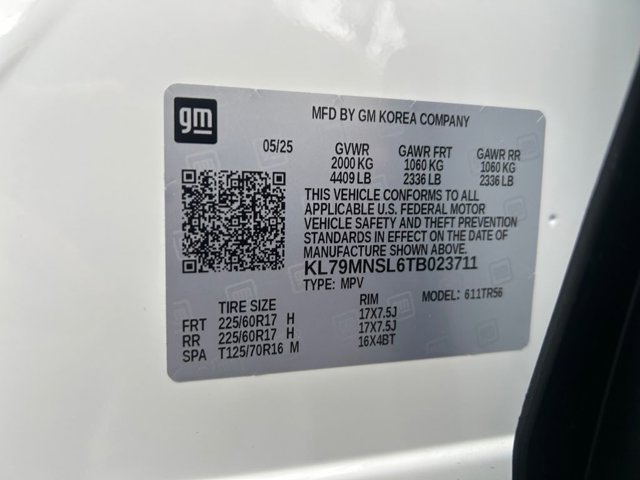 gm
MFD BY GM KOREA COMPANY
05/25 GVWR GAWR FRT GAWR RR
2000 KG 1060 KG 1060 KG
4409 LB 2336 LB 2336 LB
THIS VEHICLE CONFORMS TO ALL
APPLICABLE U.S. FEDERAL MOTOR
VEHICLE SAFETY AND THEFT PREVENTION
STANDARDS IN EFFECT ON THE DATE OF
MANUFACTURE SHOWN ABOVE.
KL79MNSL6TB023711
TYPE: MPV MODEL: 611TR56
TIRE SIZE RIM
FRT 225/60R17 H 17X7.5J
RR 225/60R17 H 17X7.5J
SPA T125/70R16 M 16X4BT